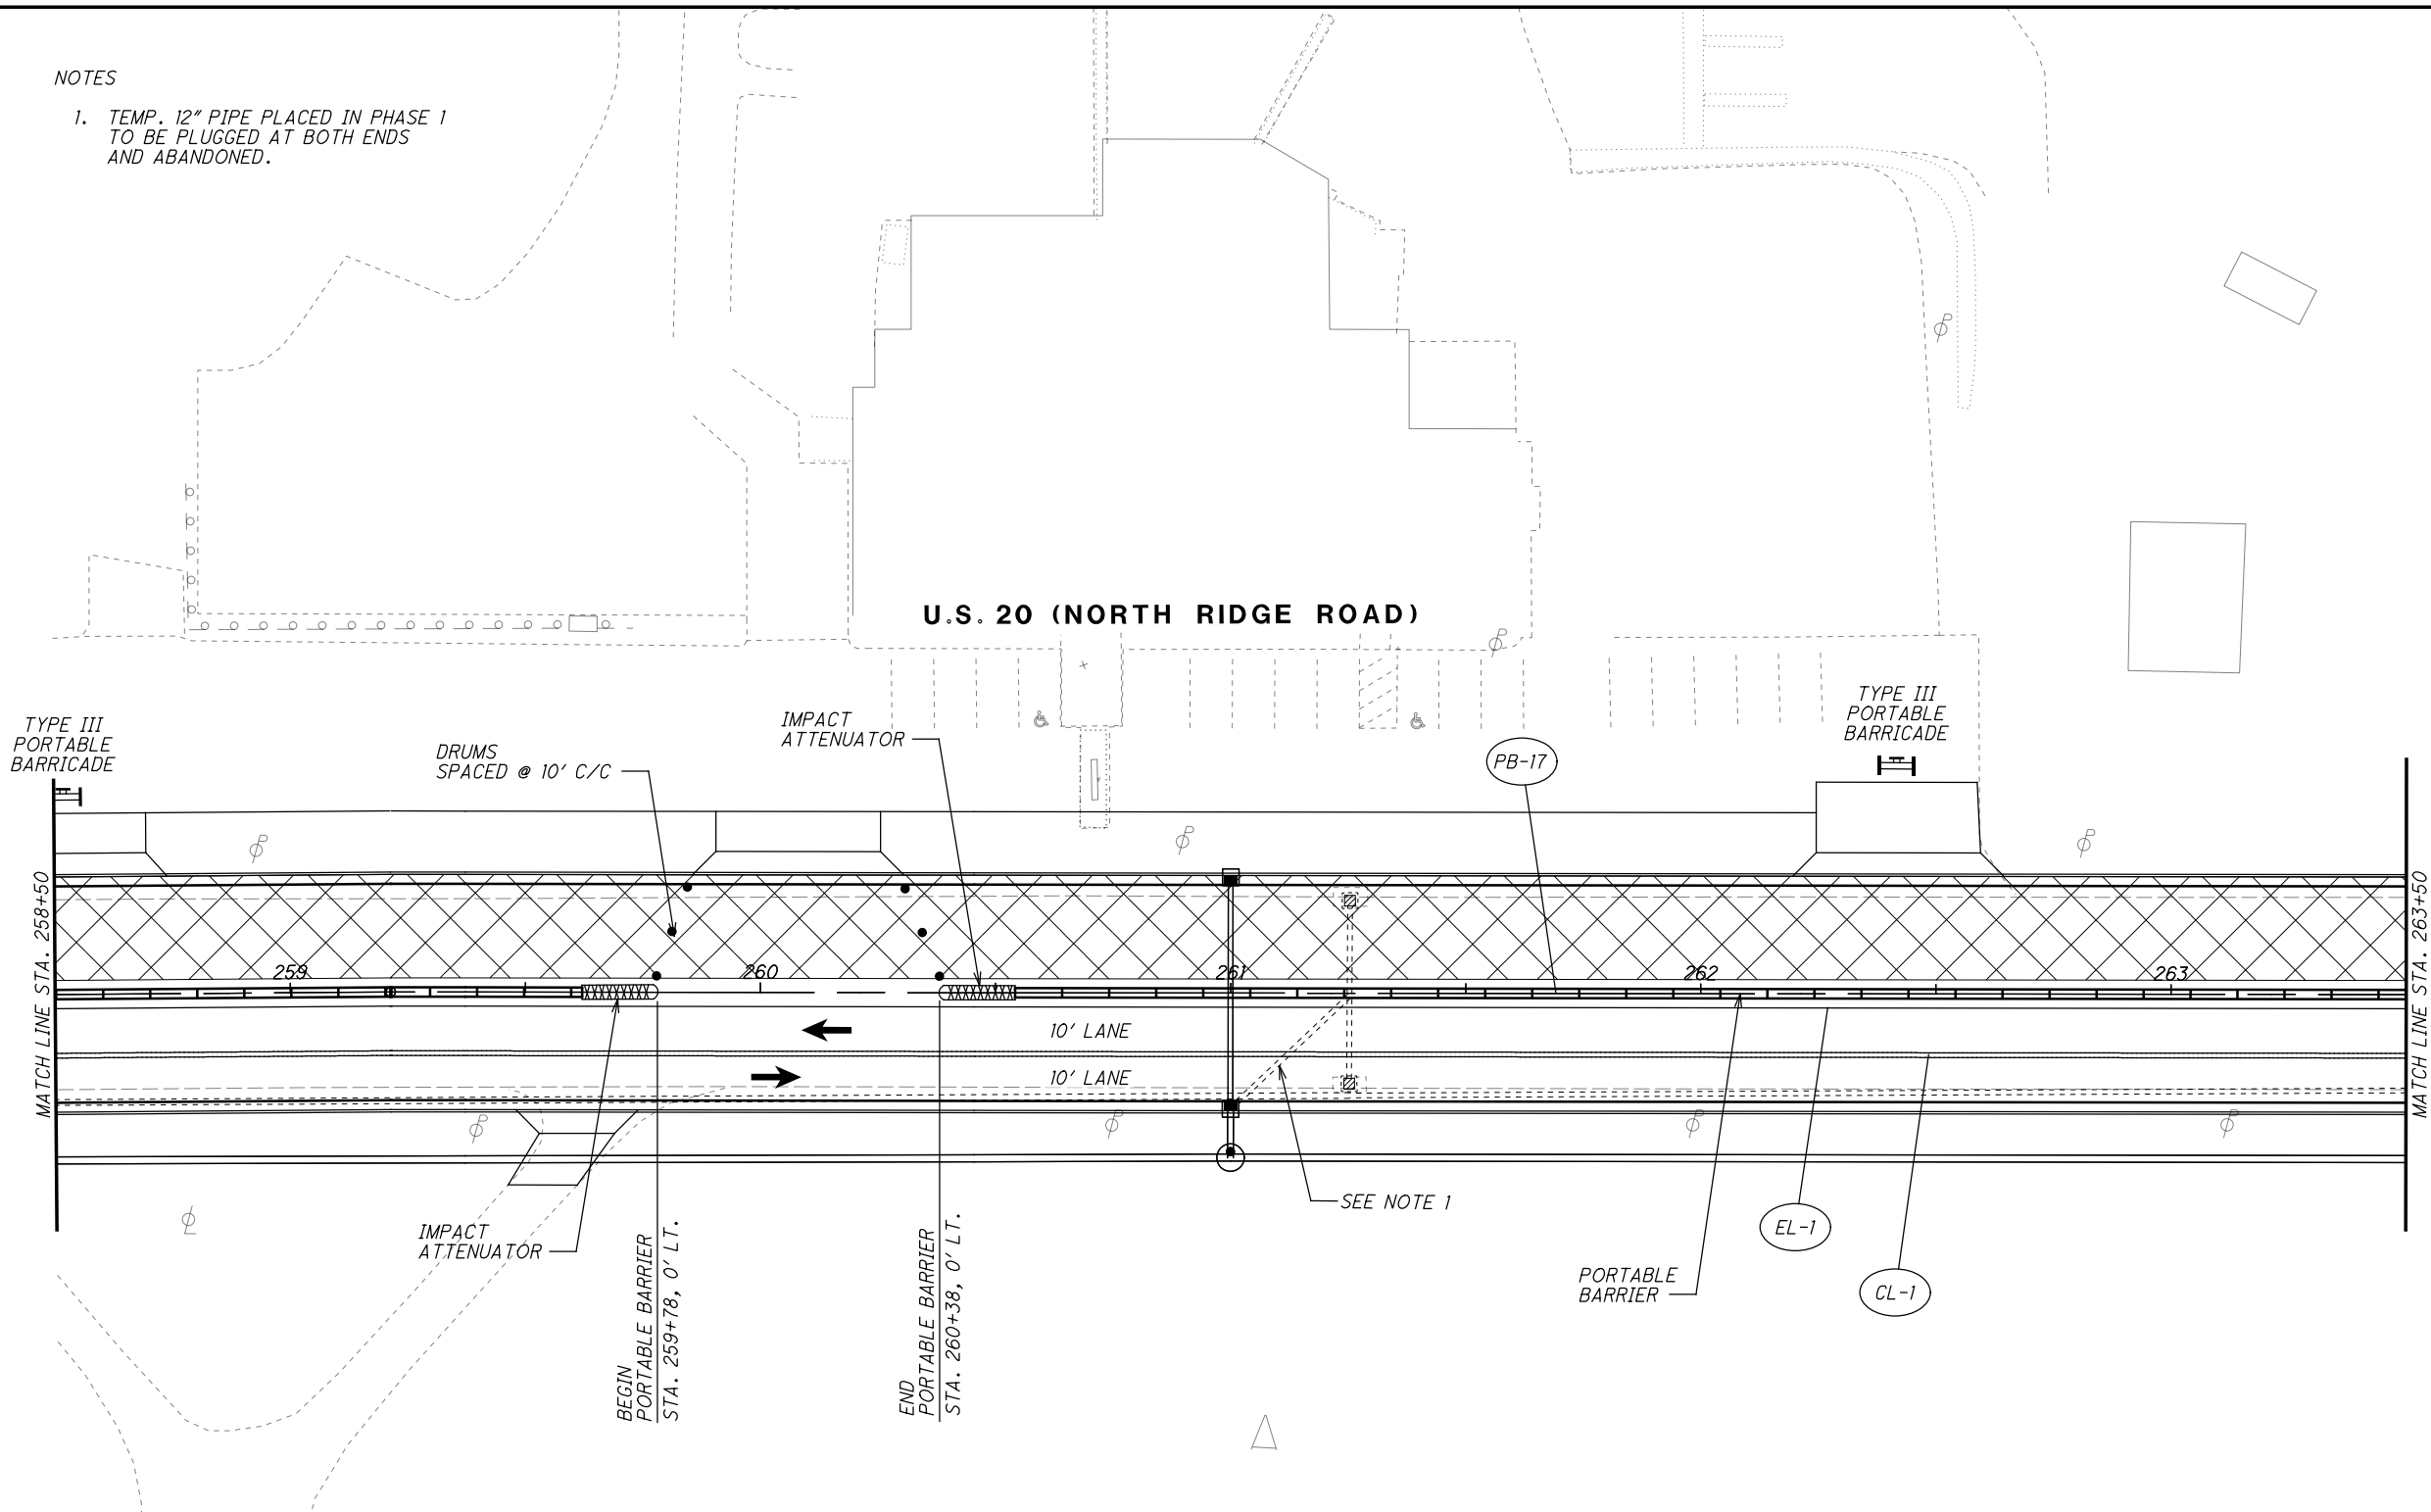 NOTES
1. TEMP. 12" PIPE PLACED IN PHASE 1
TO BE PLUGGED AT BOTH ENDS
AND ABANDONED.
U.S. 20 (NORTH RIDGE ROAD)
TYPE III
PORTABLE
BARRICADE
DRUMS
SPACED @ 10' C/C
IMPACT
ATTENUATOR
PB-17
TYPE III
PORTABLE
BARRICADE
MATCH LINE STA. 258+50
259
260
261
262
263
MATCH LINE STA. 263+50
10' LANE
10' LANE
SEE NOTE 1
IMPACT
ATTENUATOR
BEGIN
PORTABLE BARRIER
STA. 259+78, 0' LT.
END
PORTABLE BARRIER
STA. 260+38, 0' LT.
PORTABLE
BARRIER
EL-1
CL-1